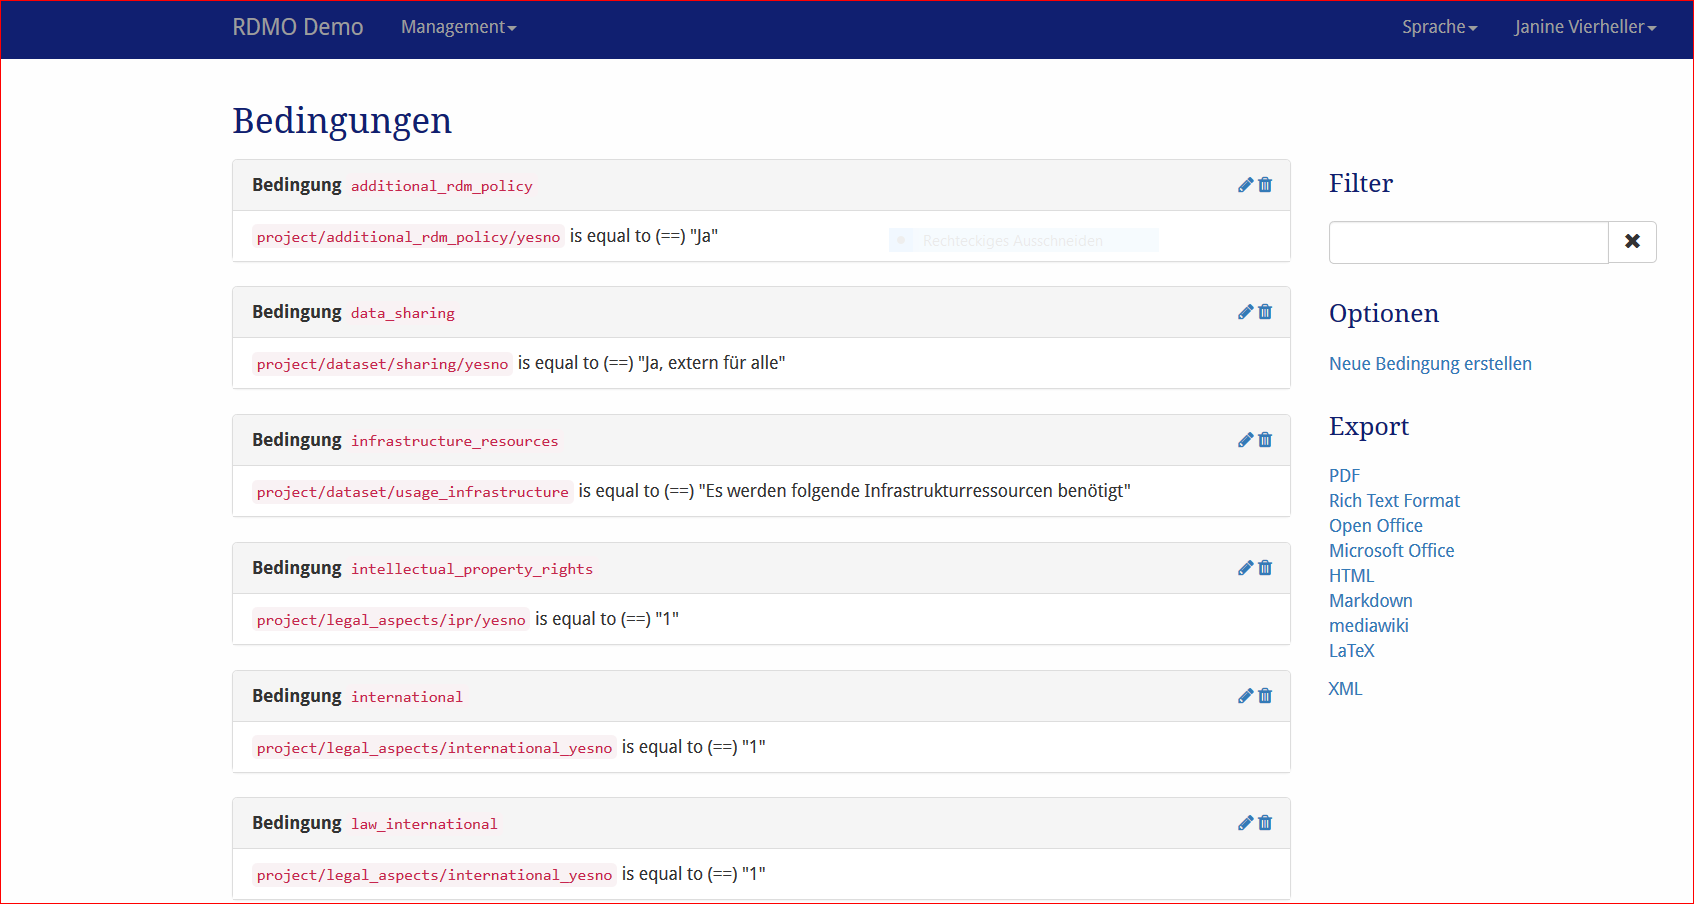 RDMO Demo Management Sprache Janine Vierheller
Bedingungen
Bedingung additional_rdm_policy
project/additional_rdm_policy/yesno is equal to (==) "Ja"
Rechteckiges Ausschneiden
Bedingung data_sharing
project/dataset/sharing/yesno is equal to (==) "Ja, extern für alle"
Bedingung infrastructure_resources
project/dataset/usage_infrastructure is equal to (==) "Es werden folgende Infrastrukturressourcen benötigt"
Bedingung intellectual_property_rights
project/legal_aspects/ipr/yesno is equal to (==) "1"
Bedingung international
project/legal_aspects/international_yesno is equal to (==) "1"
Bedingung law_international
project/legal_aspects/international_yesno is equal to (==) "1"
Filter
Optionen
Neue Bedingung erstellen
Export
PDF
Rich Text Format
Open Office
Microsoft Office
HTML
Markdown
mediawiki
LaTeX
XML